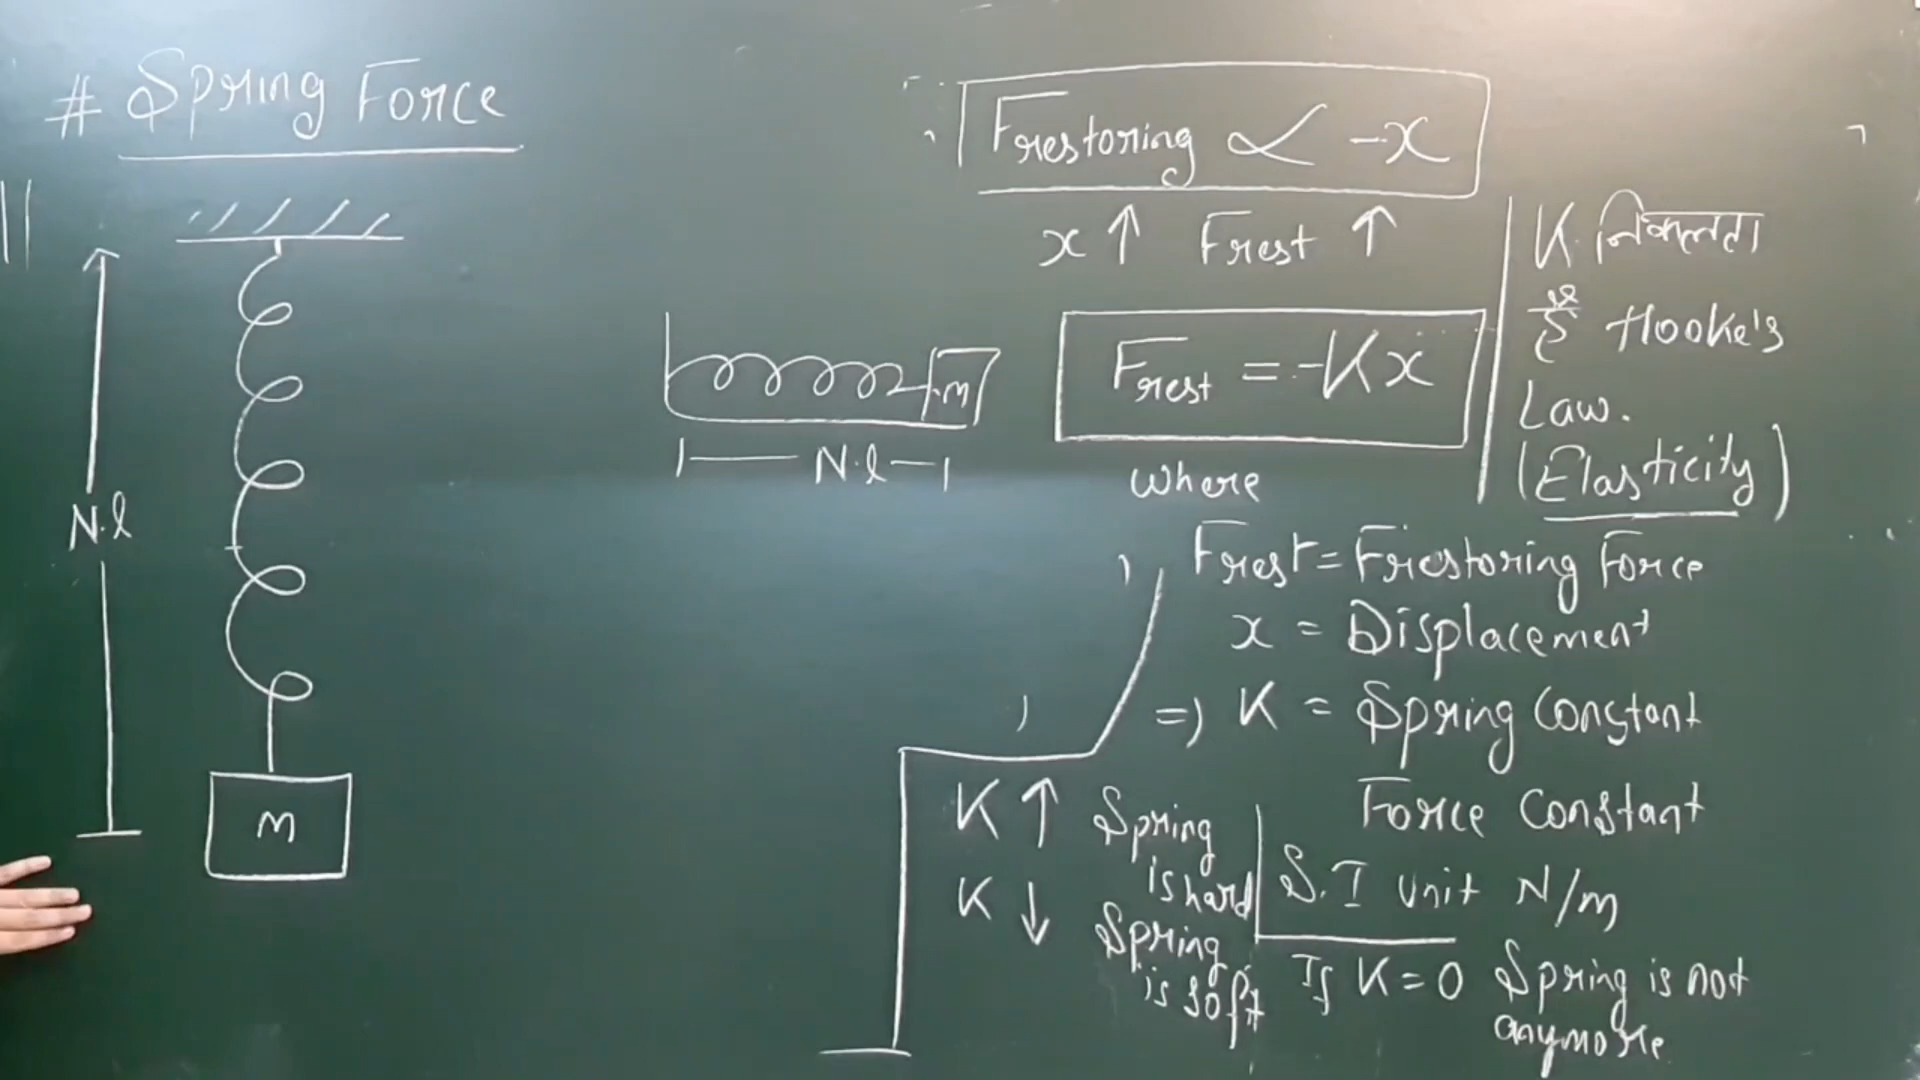 # Spring Force
N.l
m
m
N.l
Frestoring ∝ -x
x ↑ Frest ↑
Frest = -Kx
where
Frest = Frestoring Force
x = Displacement
=) K = Spring Constant
Force Constant
K निकलता
है Hooke's
Law.
(Elasticity)
K ↑ Spring
is hard
K ↓ Spring
is soft
S.I unit N/m
If K = 0 Spring is not
anymore